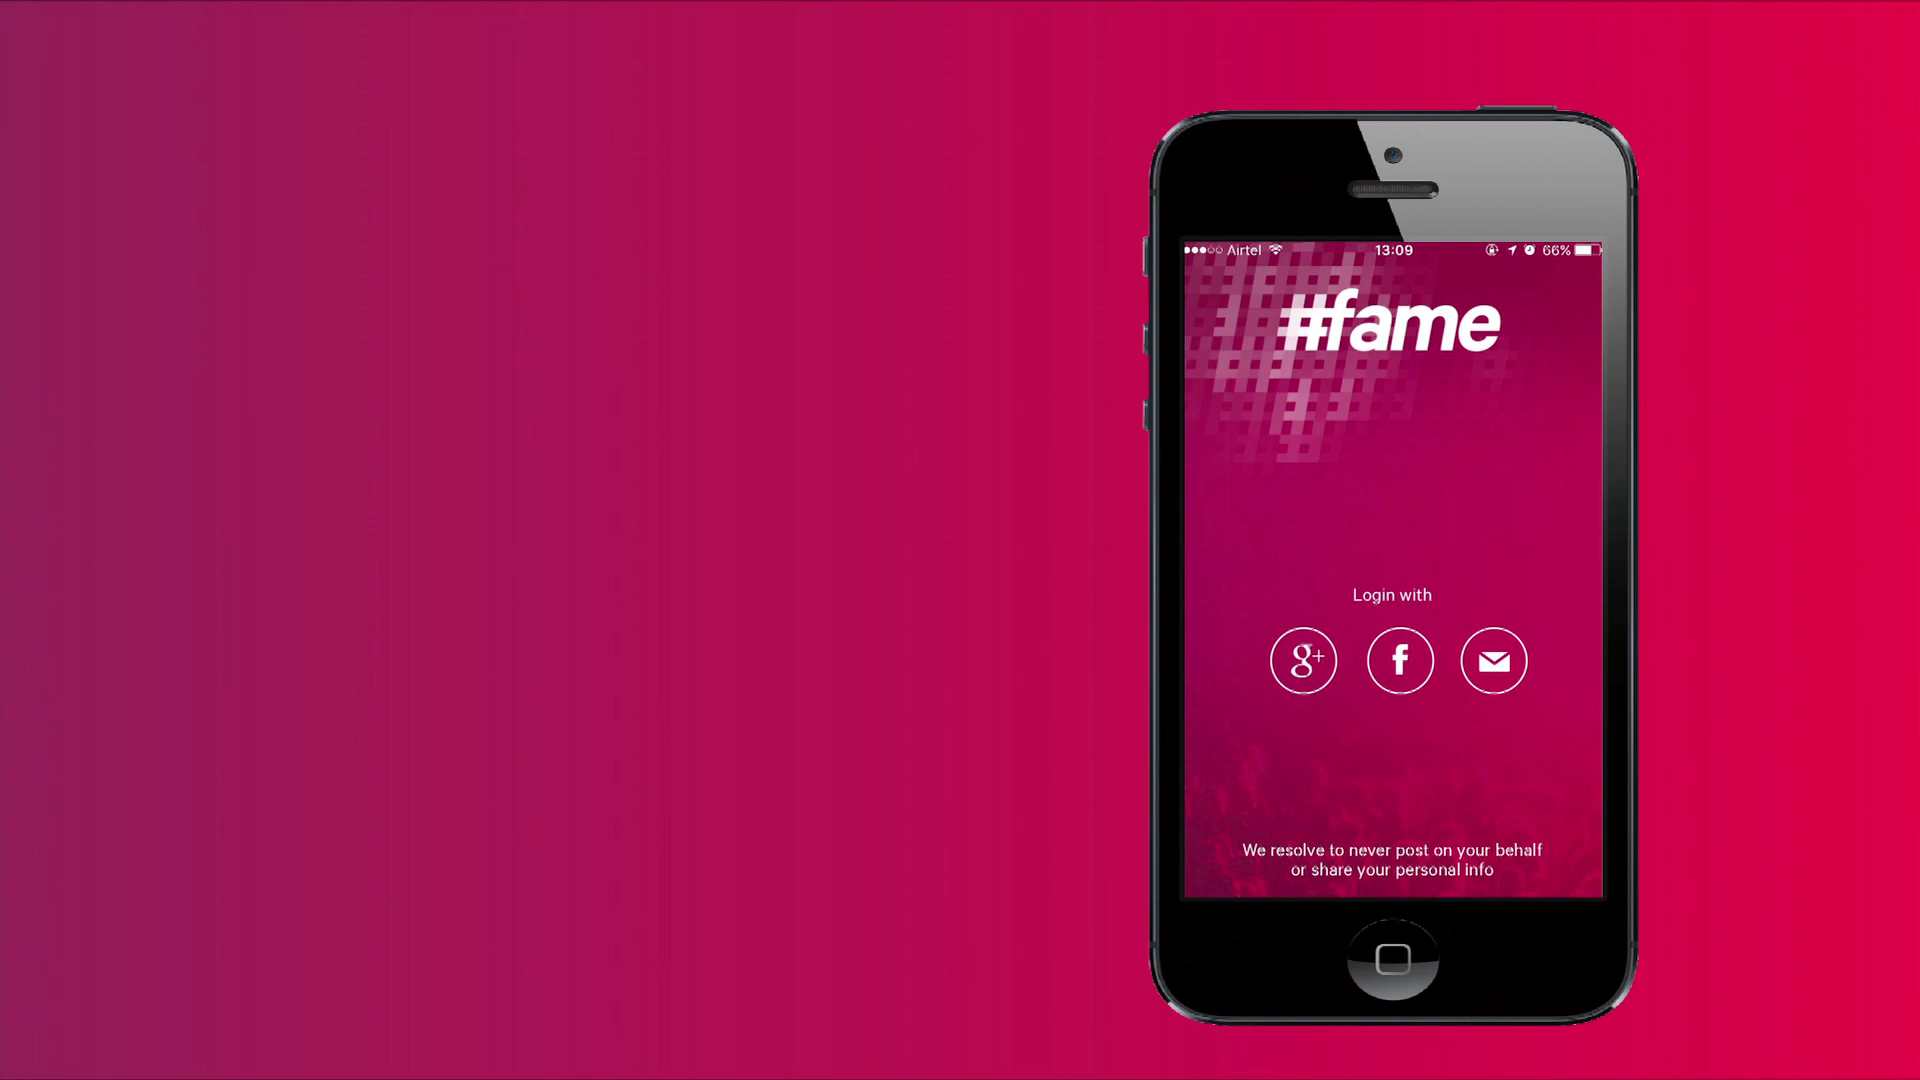 Airtel 13:09 66%
#fame
Login with
g+ f
We resolve to never post on your behalf
or share your personal info